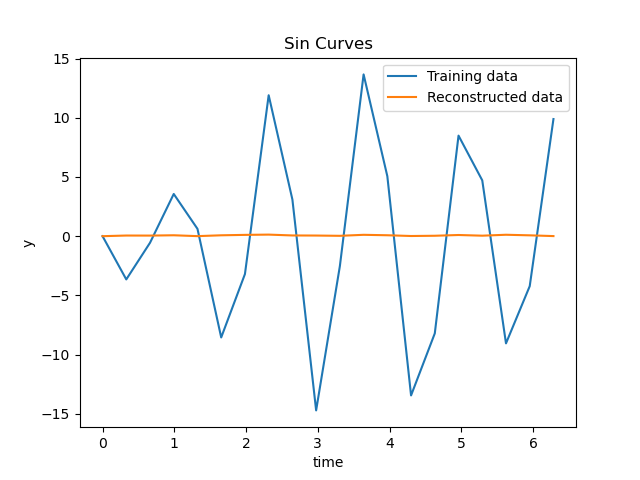 Sin Curves
Training data
Reconstructed data
15
10
5
0
−5
−10
−15
y
0 1 2 3 4 5 6
time